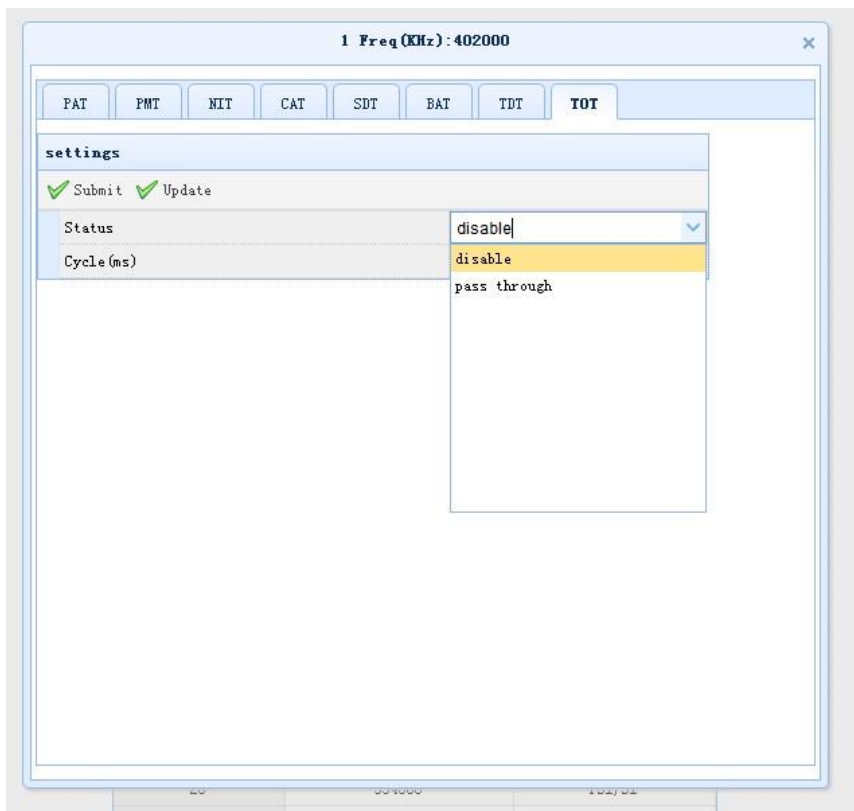 1 Freq(KHz):402000
PAT PMT NIT CAT SDT BAT TDT TOT
settings
Submit Update
Status disable
Cycle(ms) disable
pass through